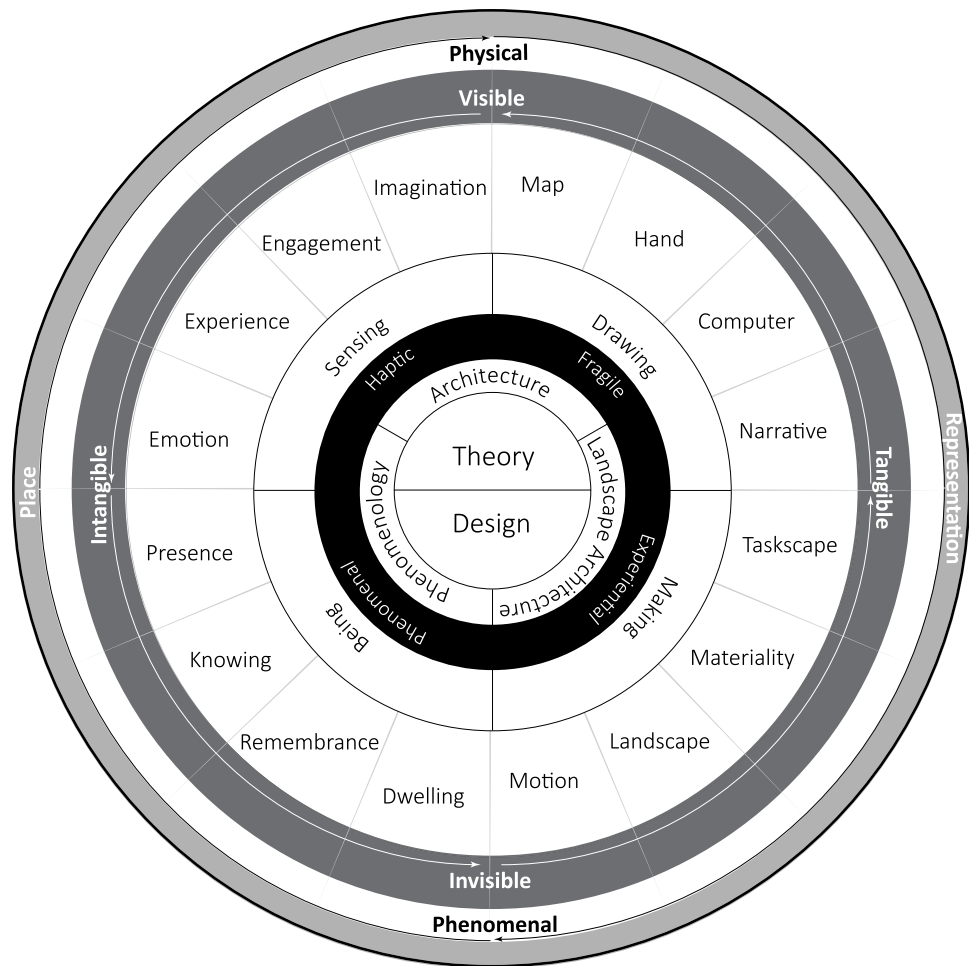 Physical
Visible
Imagination
Map
Engagement
Hand
Experience
Computer
Sensing
Drawing
Haptic
Fragile
Architecture
Emotion
Narrative
Theory
Place
Intangible
Phenomenology
Landscape Architecture
Tangible
Representation
Design
Presence
Taskscape
Phenomenal
Experiential
Being
Making
Knowing
Materiality
Remembrance
Landscape
Dwelling
Motion
Invisible
Phenomenal